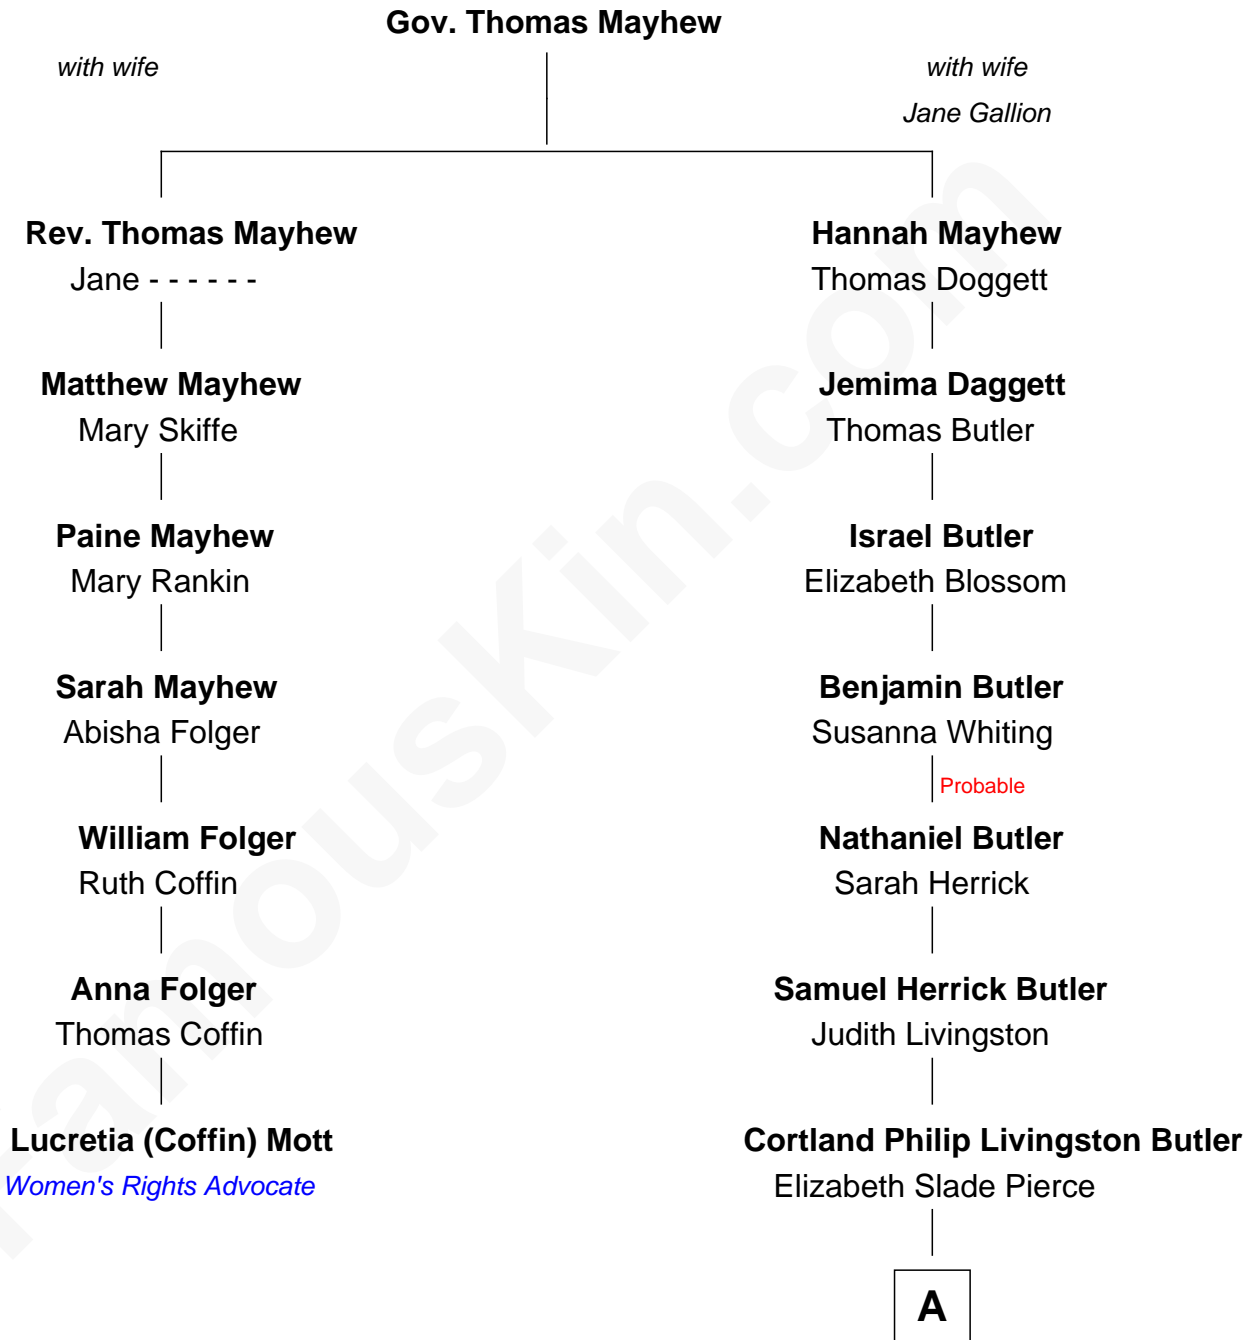 Gov. Thomas Mayhew
with wife
with wife
Jane Gallion
Rev. Thomas Mayhew
Jane - - - - - -
Hannah Mayhew
Thomas Doggett
Matthew Mayhew
Mary Skiffe
Jemima Daggett
Thomas Butler
Paine Mayhew
Mary Rankin
Israel Butler
Elizabeth Blossom
Sarah Mayhew
Abisha Folger
Benjamin Butler
Susanna Whiting
Probable
William Folger
Ruth Coffin
Nathaniel Butler
Sarah Herrick
Anna Folger
Thomas Coffin
Samuel Herrick Butler
Judith Livingston
Lucretia (Coffin) Mott
Women's Rights Advocate
Cortland Philip Livingston Butler
Elizabeth Slade Pierce
A
FamousKin.com